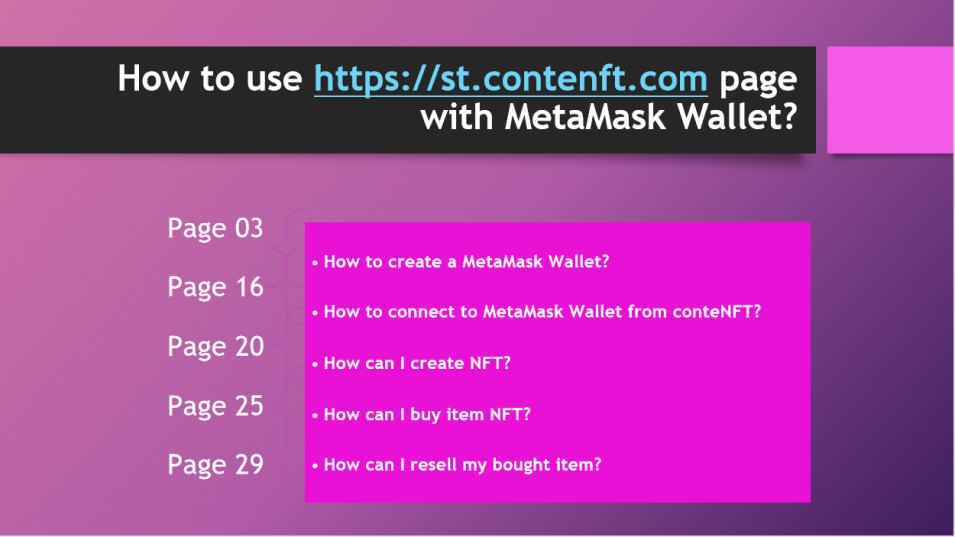 How to use https://st.contenft.com page
with MetaMask Wallet?
Page 03
• How to create a MetaMask Wallet?
Page 16
• How to connect to MetaMask Wallet from conteNFT?
Page 20
• How can I create NFT?
Page 25
• How can I buy item NFT?
Page 29
• How can I resell my bought item?